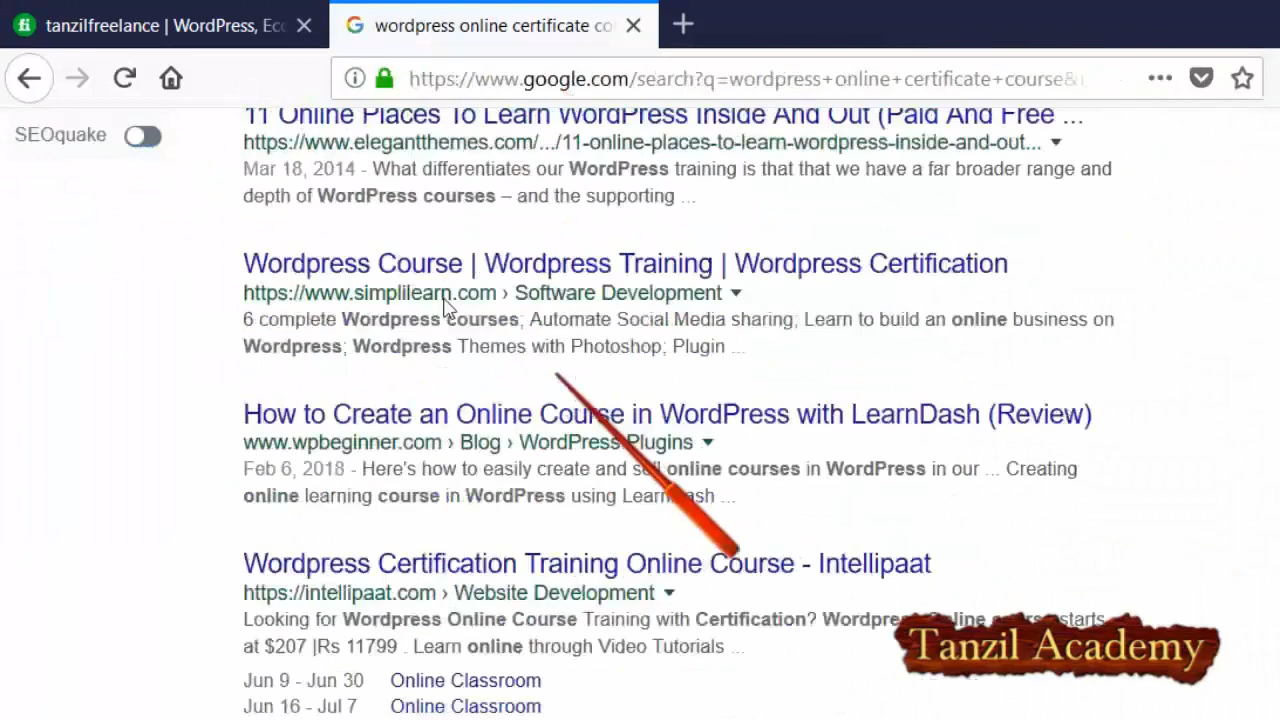 fi tanzilfreelance | WordPress, Eco
G wordpress online certificate co
https://www.google.com/search?q=wordpress+online+certificate+course&
SEOquake
11 Online Places To Learn WordPress Inside And Out (Paid And Free ...
https://www.elegantthemes.com/.../11-online-places-to-learn-wordpress-inside-and-out...
Mar 18, 2014 - What differentiates our WordPress training is that that we have a far broader range and
depth of WordPress courses – and the supporting ...
Wordpress Course | Wordpress Training | Wordpress Certification
https://www.simplilearn.com › Software Development
6 complete Wordpress courses; Automate Social Media sharing; Learn to build an online business on
Wordpress; Wordpress Themes with Photoshop; Plugin ...
How to Create an Online Course in WordPress with LearnDash (Review)
www.wpbeginner.com › Blog › WordPress Plugins
Feb 6, 2018 - Here's how to easily create and sell online courses in WordPress in our ... Creating
online learning course in WordPress using LearnDash ...
Wordpress Certification Training Online Course - Intellipaat
https://intellipaat.com › Website Development
Looking for Wordpress Online Course Training with Certification? Wordpress Online course starts
at $207 |Rs 11799 . Learn online through Video Tutorials ...
Jun 9 - Jun 30 Online Classroom
Jun 16 - Jul 7 Online Classroom
Tanzil Academy